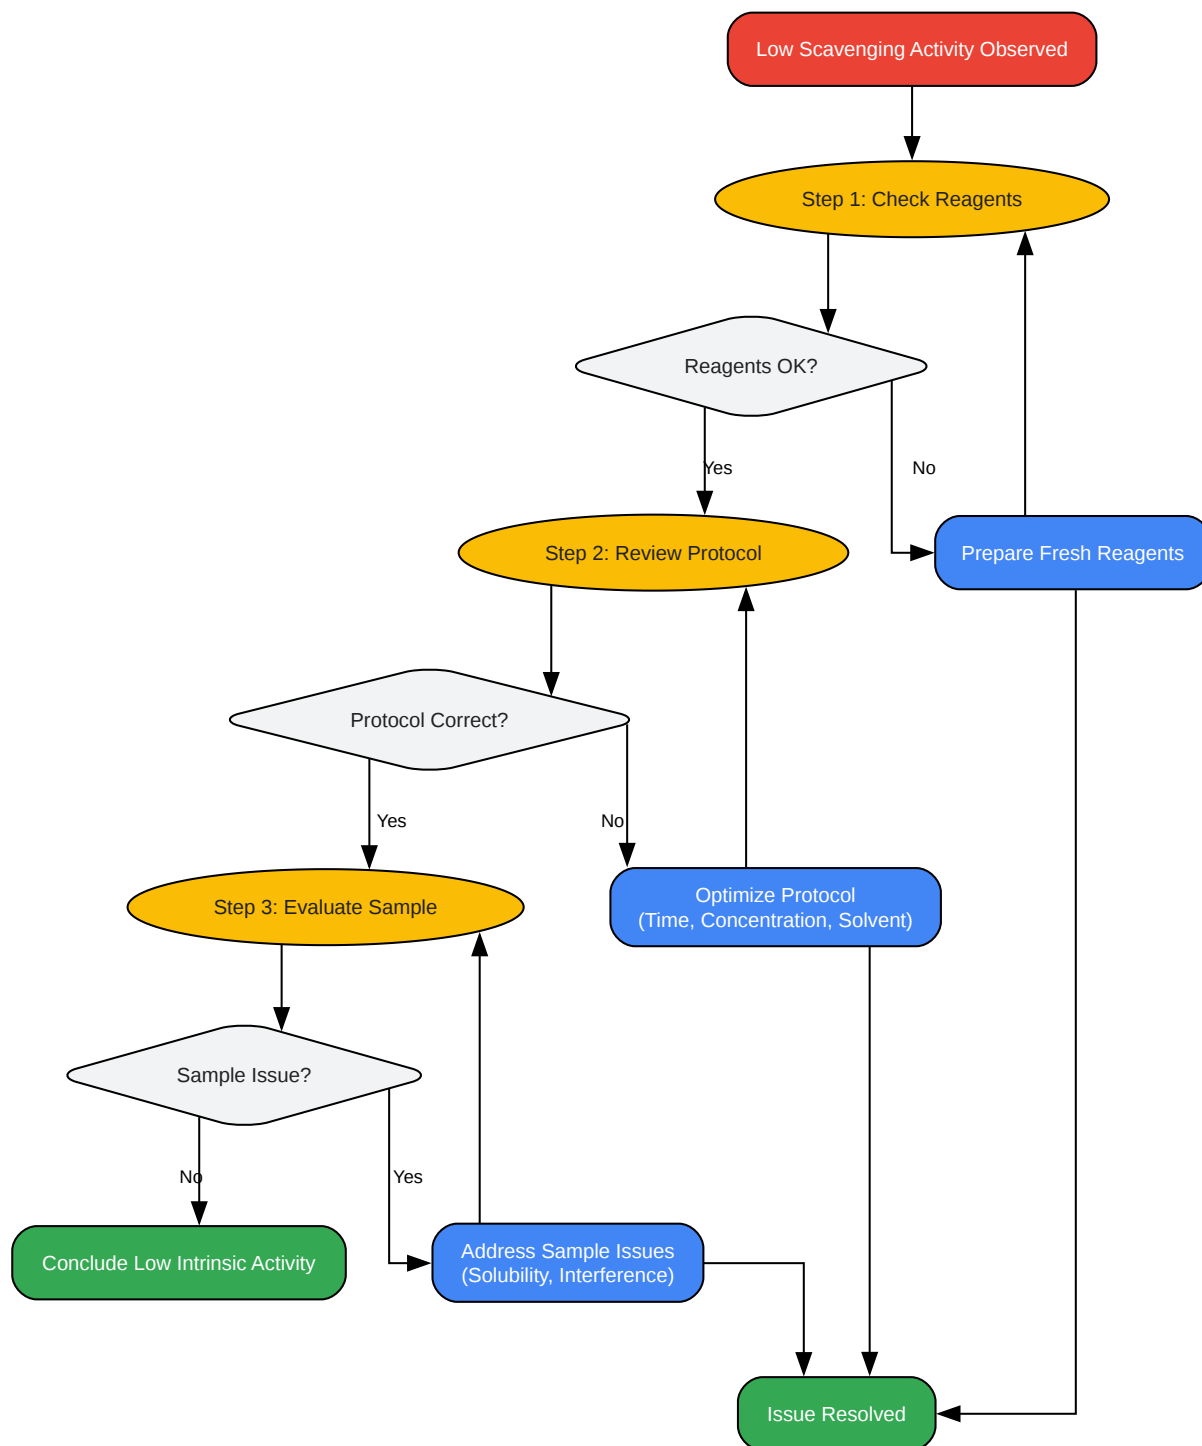 Low Scavenging Activity Observed
Step 1: Check Reagents
Reagents OK?
Yes
No
Step 2: Review Protocol
Prepare Fresh Reagents
Protocol Correct?
Yes
No
Step 3: Evaluate Sample
Optimize Protocol
(Time, Concentration, Solvent)
Sample Issue?
No
Yes
Conclude Low Intrinsic Activity
Address Sample Issues
(Solubility, Interference)
Issue Resolved